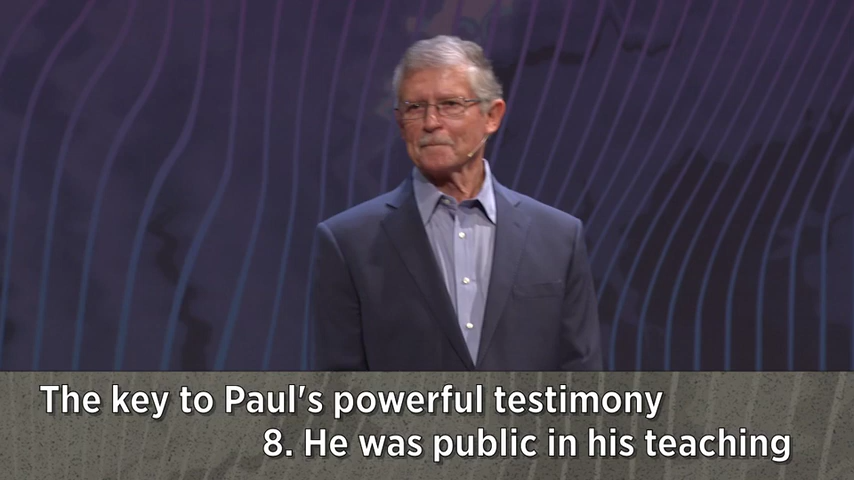 The key to Paul's powerful testimony
8. He was public in his teaching